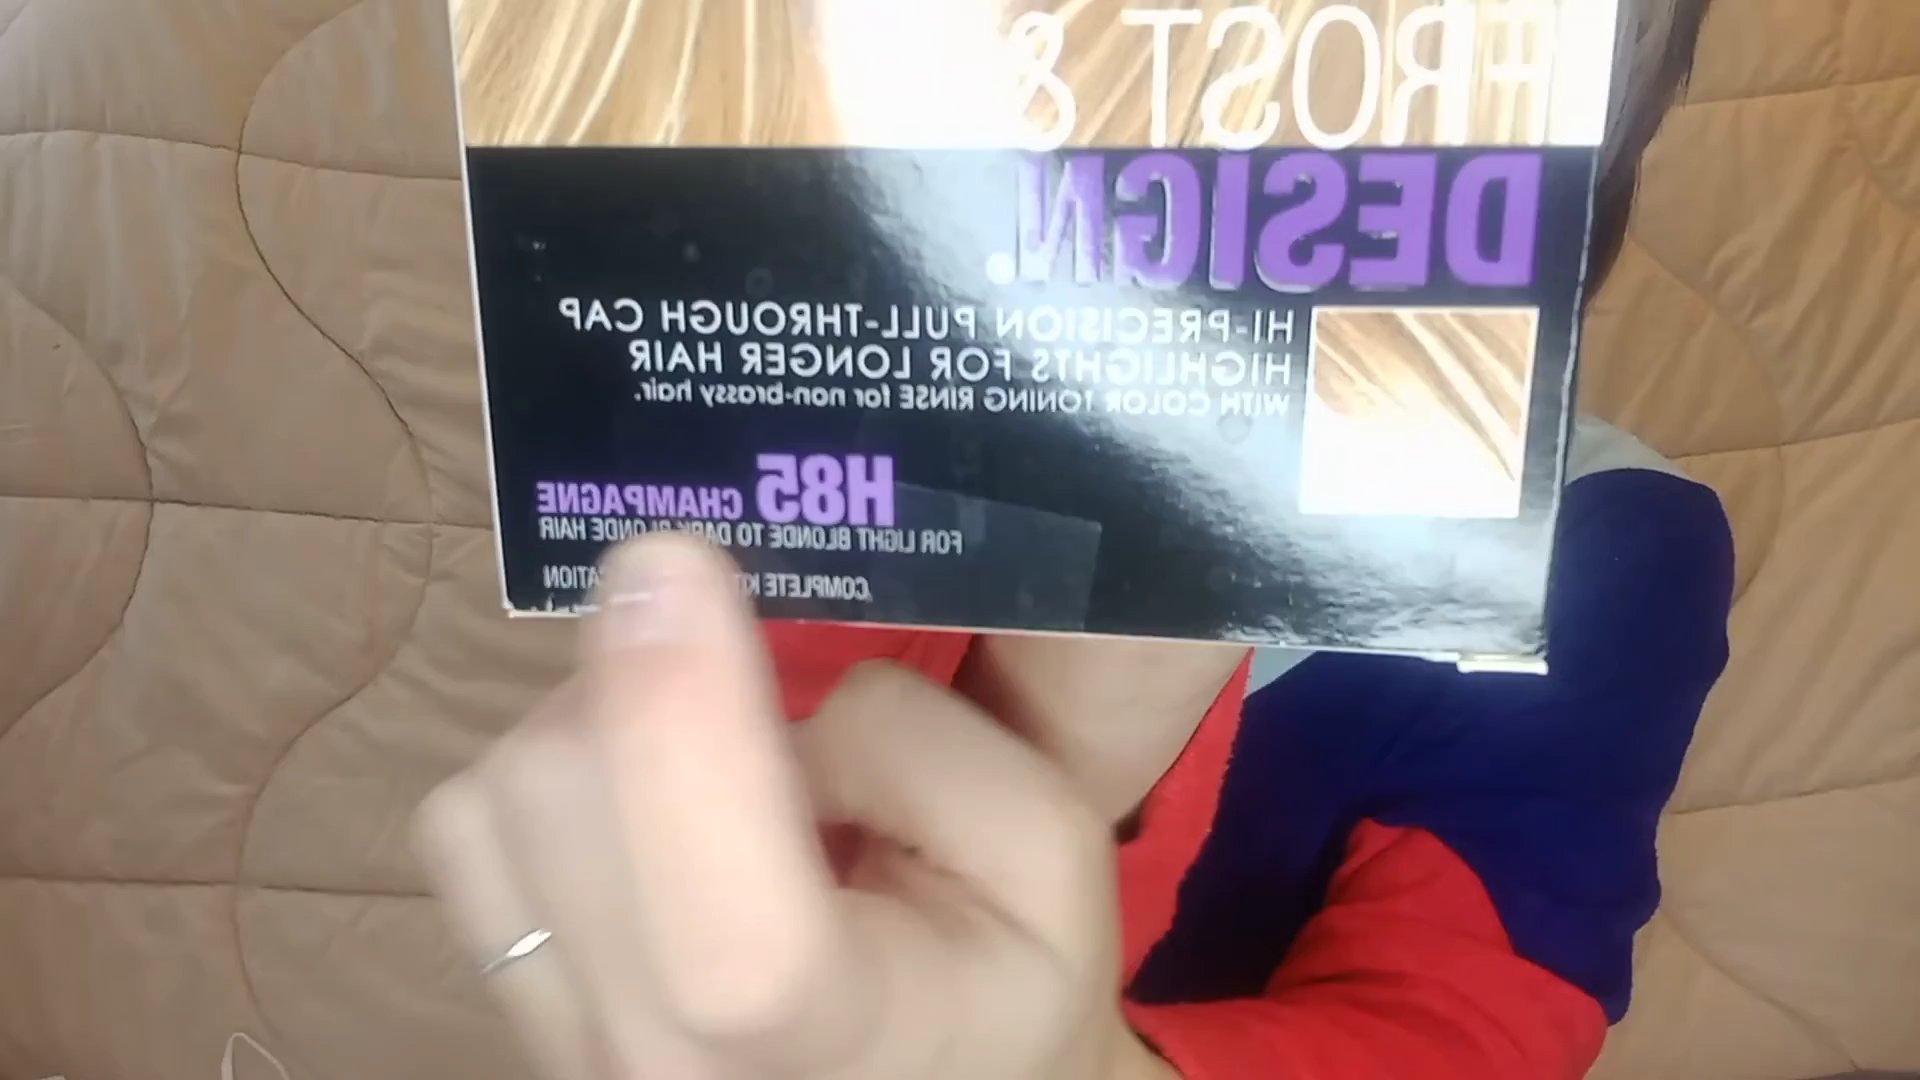 FROST &
DESIGN.
HI-PRECISION PULL-THROUGH CAP
HIGHLIGHTS FOR LONGER HAIR
WITH COLOR TONING RINSE for non-brassy hair.
H85 CHAMPAGNE
FOR LIGHT BLONDE TO DARK BLONDE HAIR
COMPLETE